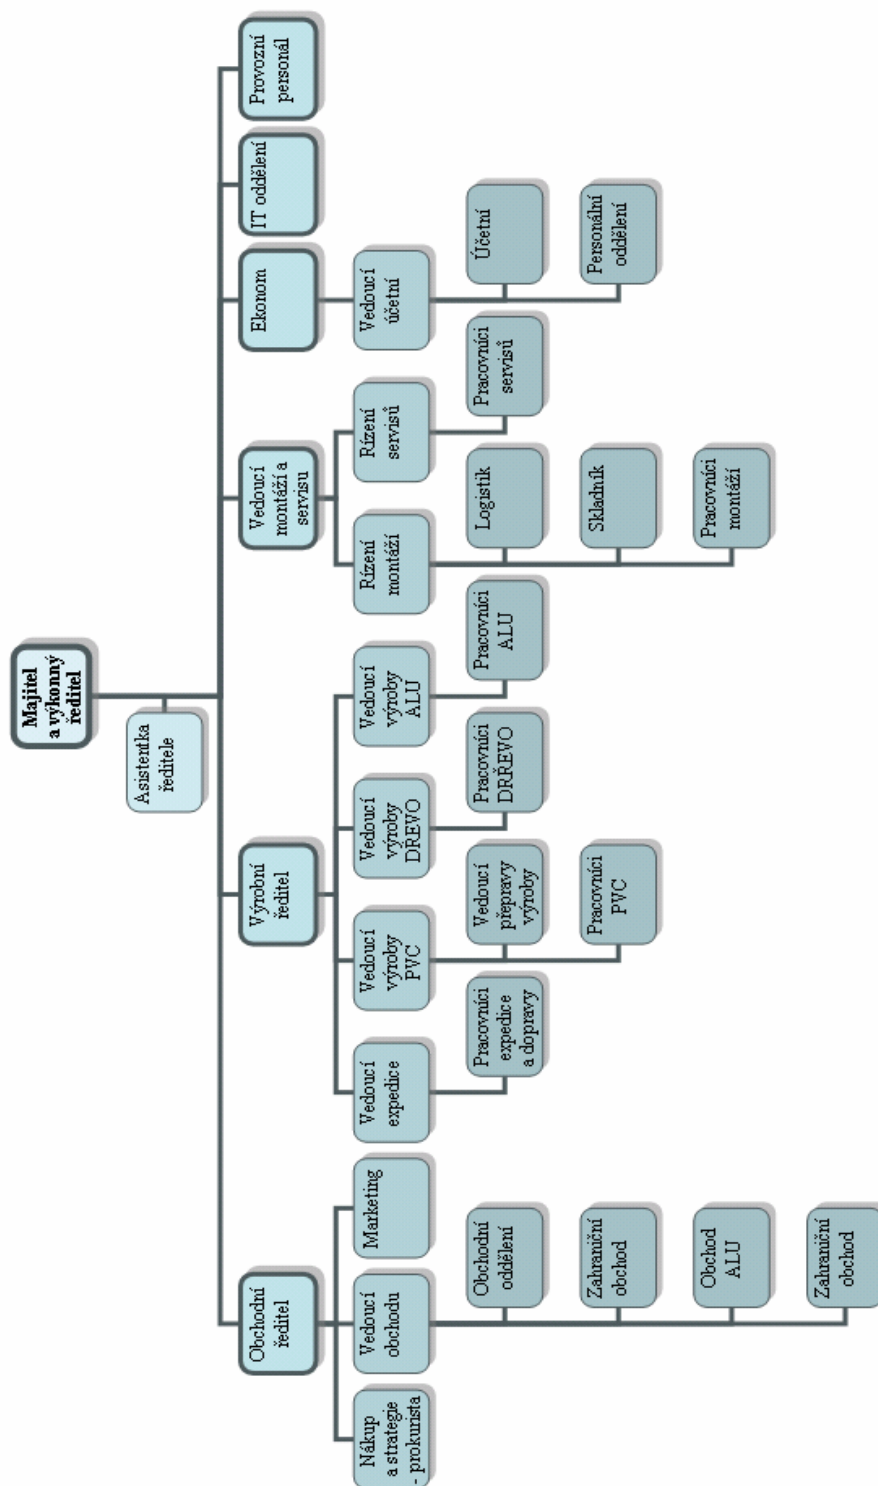 Majitel
a výkonný
ředitel
Asistentka
ředitele
Obchodní
ředitel
Výrobní
ředitel
Vedoucí
montáží a
servisu
Ekonom
IT oddělení
Provozní
personál
Nákup
a strategie
- prokurista
Vedoucí
obchodu
Marketing
Vedoucí
expedice
Vedoucí
výroby
PVC
Vedoucí
výroby
DŘEVO
Vedoucí
výroby
ALU
Rízení
montáží
Rízení
servisů
Vedoucí
účetní
Obchodní
oddělení
Pracovníci
expedice
a dopravy
Vedoucí
přepravy
výroby
Pracovníci
DRŘEVO
Pracovníci
ALU
Logistik
Pracovníci
servisů
Účetní
Zahraniční
obchod
Pracovníci
PVC
Skladník
Personální
oddělení
Obchod
ALU
Pracovníci
montáží
Zahraniční
obchod